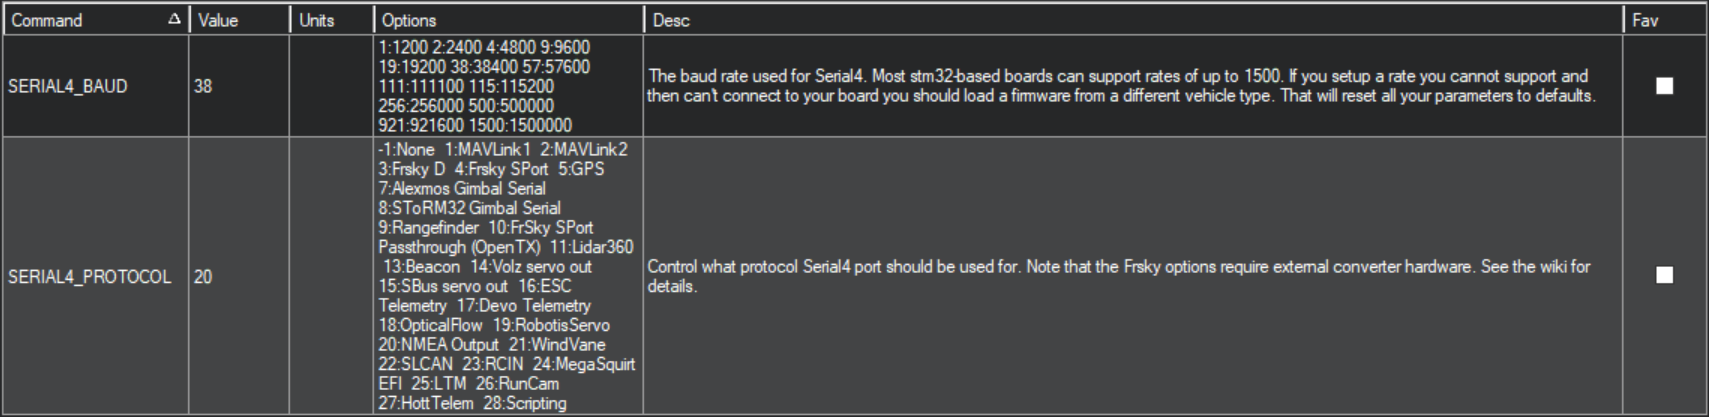 Command Δ Value Units Options Desc Fav
SERIAL4_BAUD 38
1:1200 2:2400 4:4800 9:9600
19:19200 38:38400 57:57600
111:111100 115:115200
256:256000 500:500000
921:921600 1500:1500000
The baud rate used for Serial4. Most stm32-based boards can support rates of up to 1500. If you setup a rate you cannot support and
then can't connect to your board you should load a firmware from a different vehicle type. That will reset all your parameters to defaults.
SERIAL4_PROTOCOL 20
-1:None 1:MAVLink1 2:MAVLink2
3:Frsky D 4:Frsky SPort 5:GPS
7:Alexmos Gimbal Serial
8:SToRM32 Gimbal Serial
9:Rangefinder 10:FrSky SPort
Passthrough (OpenTX) 11:Lidar360
13:Beacon 14:Volz servo out
15:SBus servo out 16:ESC
Telemetry 17:Devo Telemetry
18:OpticalFlow 19:RobotisServo
20:NMEA Output 21:WindVane
22:SLCAN 23:RCIN 24:MegaSquirt
EFI 25:LTM 26:RunCam
27:HottTelem 28:Scripting
Control what protocol Serial4 port should be used for. Note that the Frsky options require external converter hardware. See the wiki for
details.